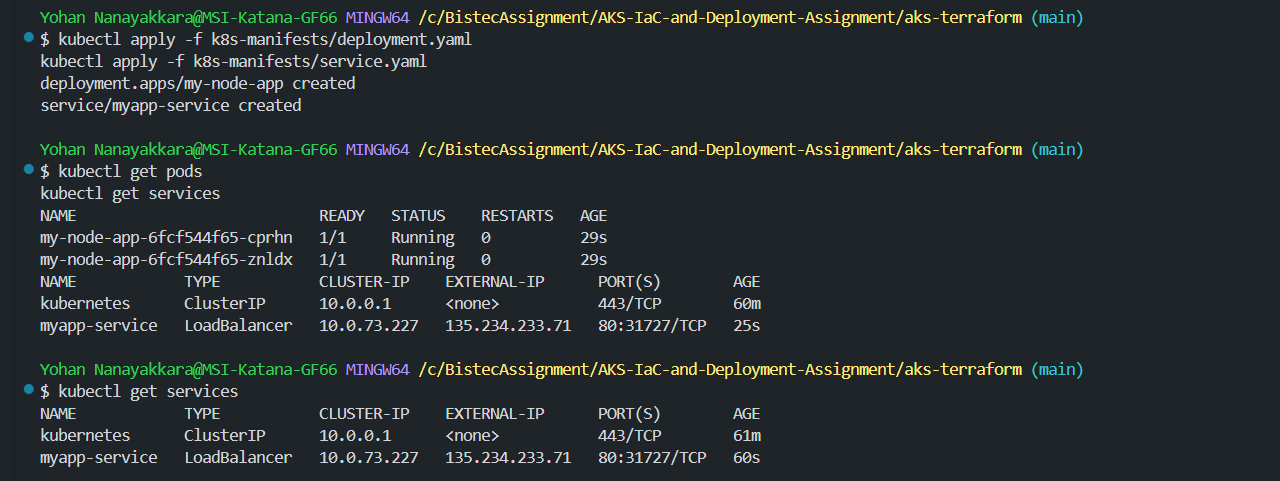 Yohan Nanayakkara@MSI-Katana-GF66 MINGW64 /c/BistecAssignment/AKS-IaC-and-Deployment-Assignment/aks-terraform (main)
$ kubectl apply -f k8s-manifests/deployment.yaml
kubectl apply -f k8s-manifests/service.yaml
deployment.apps/my-node-app created
service/myapp-service created
Yohan Nanayakkara@MSI-Katana-GF66 MINGW64 /c/BistecAssignment/AKS-IaC-and-Deployment-Assignment/aks-terraform (main)
$ kubectl get pods
kubectl get services
NAME READY STATUS RESTARTS AGE
my-node-app-6fcf544f65-cprhn 1/1 Running 0 29s
my-node-app-6fcf544f65-znldx 1/1 Running 0 29s
NAME TYPE CLUSTER-IP EXTERNAL-IP PORT(S) AGE
kubernetes ClusterIP 10.0.0.1 <none> 443/TCP 60m
myapp-service LoadBalancer 10.0.73.227 135.234.233.71 80:31727/TCP 25s
Yohan Nanayakkara@MSI-Katana-GF66 MINGW64 /c/BistecAssignment/AKS-IaC-and-Deployment-Assignment/aks-terraform (main)
$ kubectl get services
NAME TYPE CLUSTER-IP EXTERNAL-IP PORT(S) AGE
kubernetes ClusterIP 10.0.0.1 <none> 443/TCP 61m
myapp-service LoadBalancer 10.0.73.227 135.234.233.71 80:31727/TCP 60s